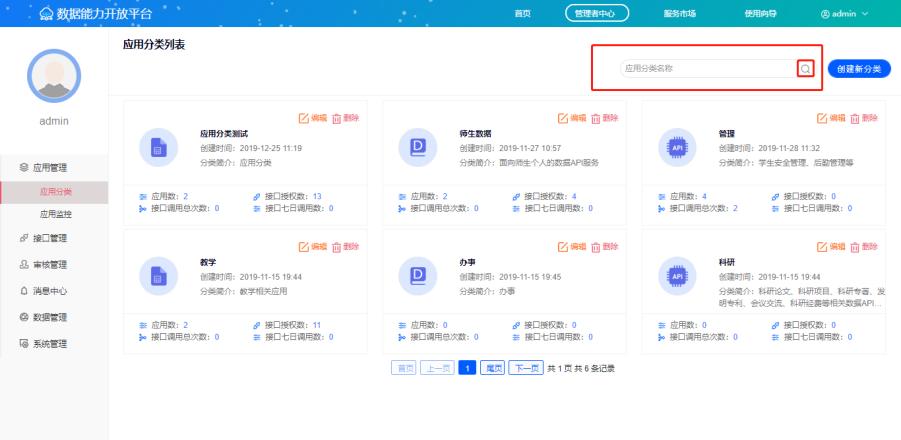 数据能力开放平台
首页 管理者中心 服务市场 使用向导 admin
应用分类列表
应用分类名称 创建新分类
admin
应用管理
应用分类
应用监控
接口管理
审核管理
消息中心
数据管理
系统管理
编辑 删除
应用分类测试
创建时间: 2019-12-25 11:19
分类简介: 应用分类
应用数: 2 接口授权数: 13
接口调用总次数: 0 接口七日调用数: 0
编辑 删除
师生数据
创建时间: 2019-11-27 10:57
分类简介: 面向师生个人的数据API服务
应用数: 2 接口授权数: 4
接口调用总次数: 0 接口七日调用数: 0
编辑 删除
API
管理
创建时间: 2019-11-28 11:32
分类简介: 学生安全管理、后勤管理等
应用数: 4 接口授权数: 0
接口调用总次数: 2 接口七日调用数: 0
编辑 删除
教学
创建时间: 2019-11-15 19:44
分类简介: 教学相关应用
应用数: 2 接口授权数: 11
接口调用总次数: 0 接口七日调用数: 0
编辑 删除
办事
创建时间: 2019-11-15 19:45
分类简介: 办事
应用数: 0 接口授权数: 0
接口调用总次数: 0 接口七日调用数: 0
编辑 删除
API
科研
创建时间: 2019-11-15 19:44
分类简介: 科研论文、科研项目、科研专著、发
明专利、会议交流、科研经费等相关数据API...
应用数: 0 接口授权数: 0
接口调用总次数: 0 接口七日调用数: 0
首页 上一页 1 尾页 下一页 共 1 页 共 6 条记录